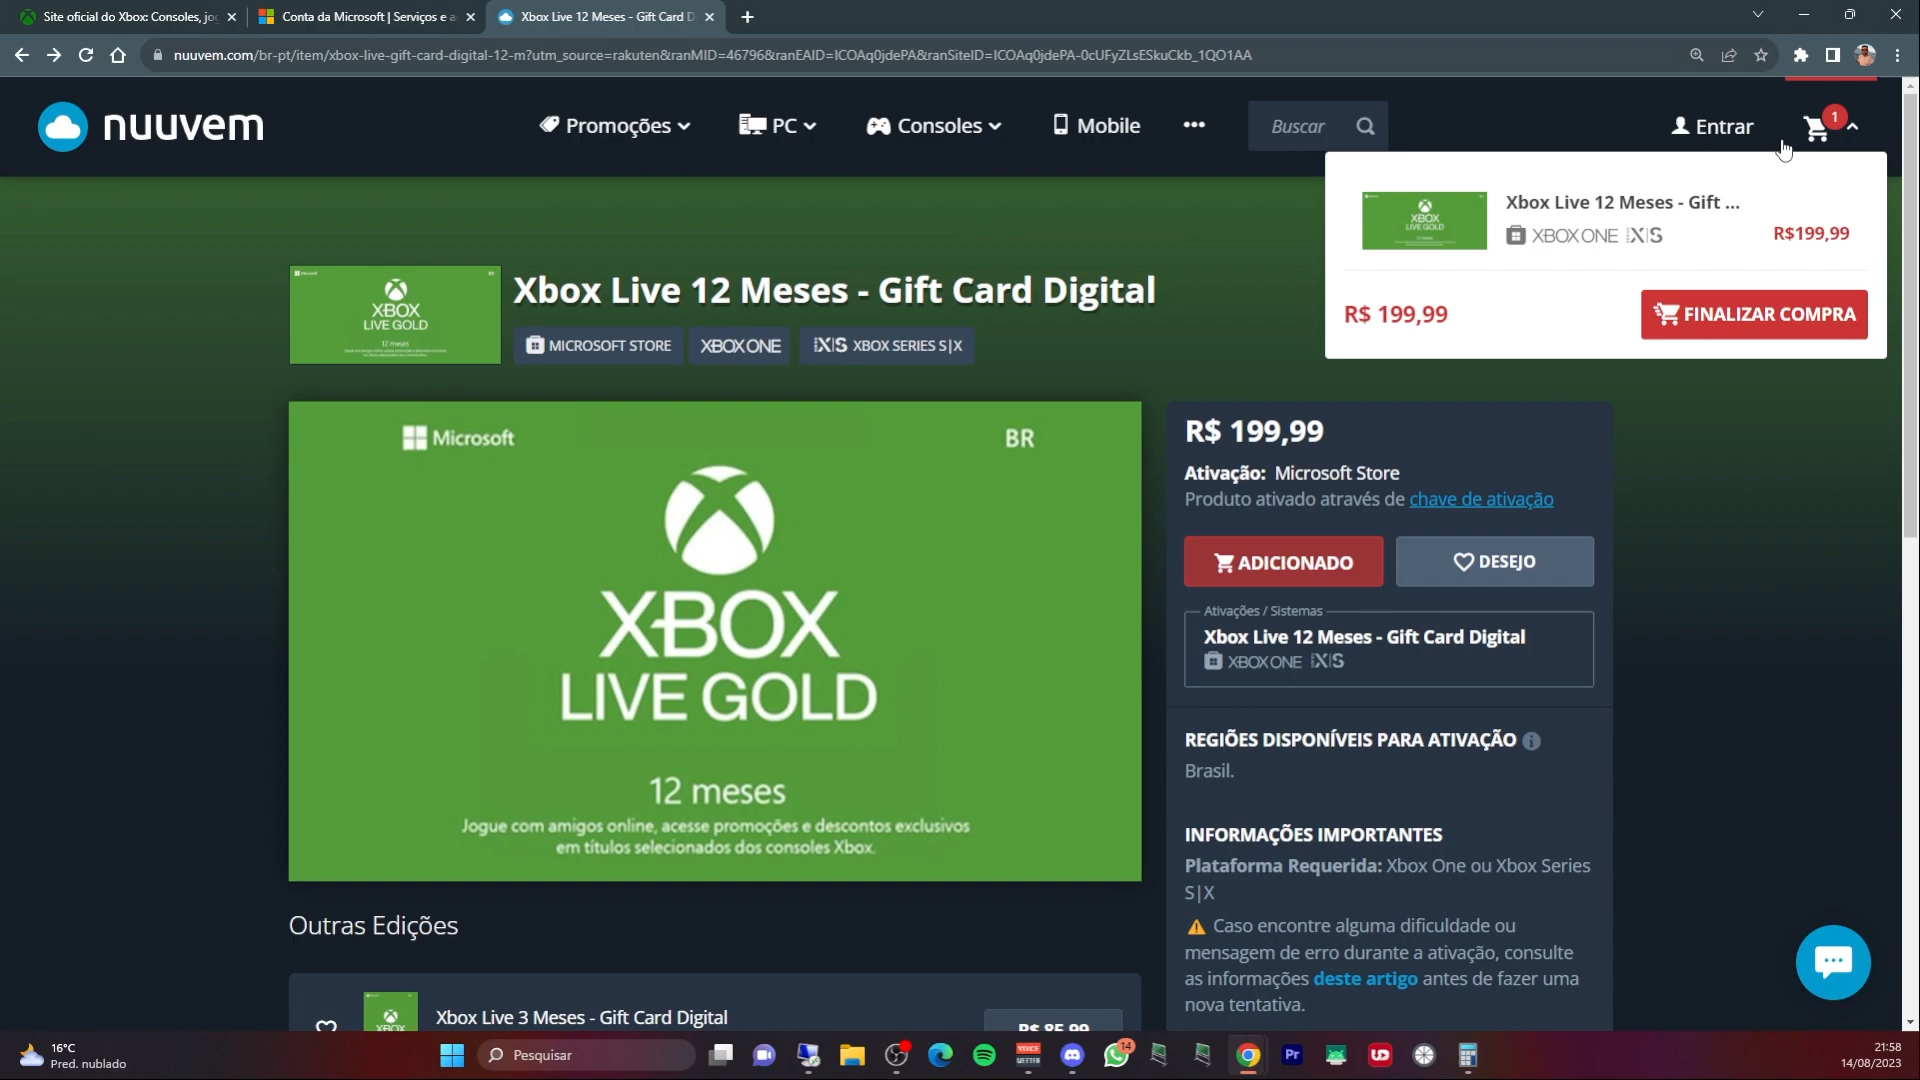 Site oficial do Xbox: Consoles, jo
Conta da Microsoft | Serviços e a
Xbox Live 12 Meses - Gift Card D
nuuvem.com/br-pt/item/xbox-live-gift-card-digital-12-m?utm_source=rakuten&ranMID=46796&ranEAID=ICOAq0jdePA&ranSiteID=ICOAq0jdePA-0cUFyZLsESkuCkb_1QO1AA
nuuvem
Promoções
PC
Consoles
Mobile
Buscar
Entrar
1
Xbox Live 12 Meses - Gift ...
XBOX ONE X|S
R$199,99
R$ 199,99
FINALIZAR COMPRA
XBOX
LIVE GOLD
12 meses
Xbox Live 12 Meses - Gift Card Digital
MICROSOFT STORE
XBOX ONE
X|S XBOX SERIES S|X
Microsoft
BR
XBOX
LIVE GOLD
12 meses
Jogue com amigos online, acesse promoções e descontos exclusivos
em títulos selecionados dos consoles Xbox.
R$ 199,99
Ativação: Microsoft Store
Produto ativado através de chave de ativação
ADICIONADO
DESEJO
Ativações / Sistemas
Xbox Live 12 Meses - Gift Card Digital
XBOX ONE X|S
REGIÕES DISPONÍVEIS PARA ATIVAÇÃO
Brasil.
INFORMAÇÕES IMPORTANTES
Plataforma Requerida: Xbox One ou Xbox Series
S|X
Caso encontre alguma dificuldade ou
mensagem de erro durante a ativação, consulte
as informações deste artigo antes de fazer uma
nova tentativa.
Outras Edições
Xbox Live 3 Meses - Gift Card Digital
R$ 85,99
16°C
Pred. nublado
Pesquisar
14
Pr
21:58
14/08/2023